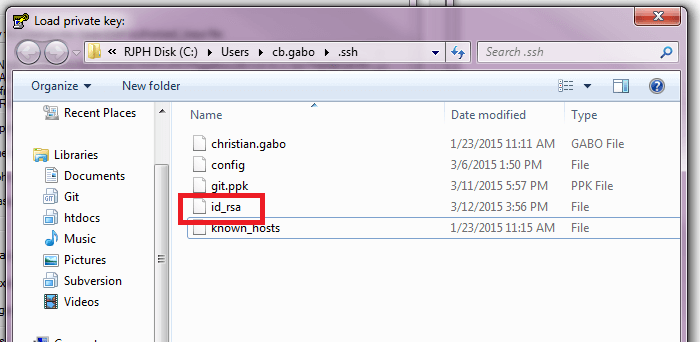 Load private key:
RJPH Disk (C:) Users cb.gabo .ssh
Search .ssh
Organize New folder
Recent Places
Libraries
Documents
Git
htdocs
Music
Pictures
Subversion
Videos
Name Date modified Type
christian.gabo 1/23/2015 11:11 AM GABO File
config 3/6/2015 1:50 PM File
git.ppk 3/11/2015 5:57 PM PPK File
id_rsa 3/12/2015 3:56 PM File
known_hosts 1/23/2015 11:15 AM File